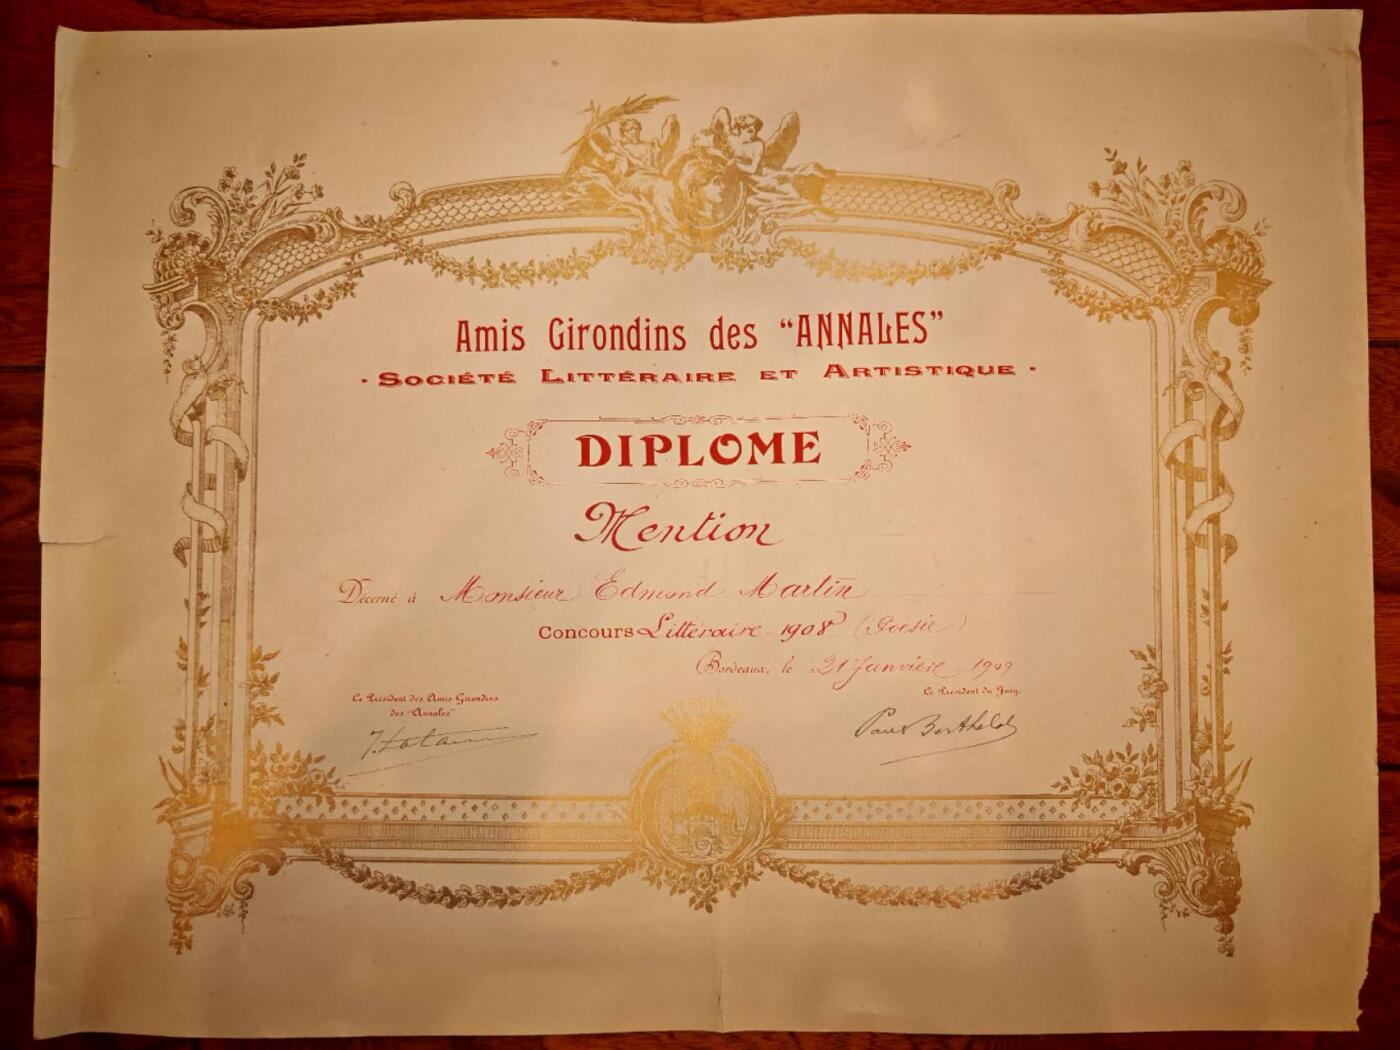 Amis Girondins des “ANNALES”
· SOCIÉTÉ LITTÉRAIRE ET ARTISTIQUE ·
DIPLOME
Mention
Décerné à Monsieur Edmond Martin
Concours Littéraire 1908 (Poésie)
Bordeaux, le 21 Janvier 1909
Le Président des Amis Girondins
des "Annales"
Le Président du Jury,
Paul Berthelot